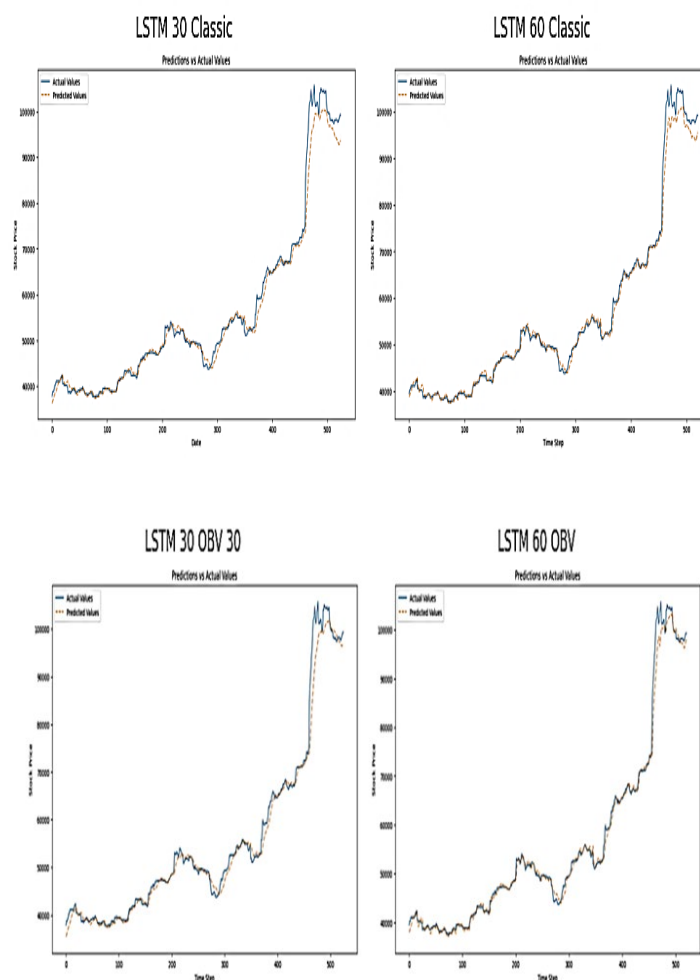 LSTM 30 Classic
Predictions vs Actual Values
Actual Values
Predicted Values
100000
90000
80000
70000
60000
50000
40000
Stock Price
0 100 200 300 400 500
Date
LSTM 60 Classic
Predictions vs Actual Values
Actual Values
Predicted Values
100000
90000
80000
70000
60000
50000
40000
Stock Price
0 100 200 300 400 500
Time Step
LSTM 30 OBV 30
Predictions vs Actual Values
Actual Values
Predicted Values
100000
90000
80000
70000
60000
50000
40000
Stock Price
0 100 200 300 400 500
Time Step
LSTM 60 OBV
Predictions vs Actual Values
Actual Values
Predicted Values
100000
90000
80000
70000
60000
50000
40000
Stock Price
0 100 200 300 400 500
Time Step